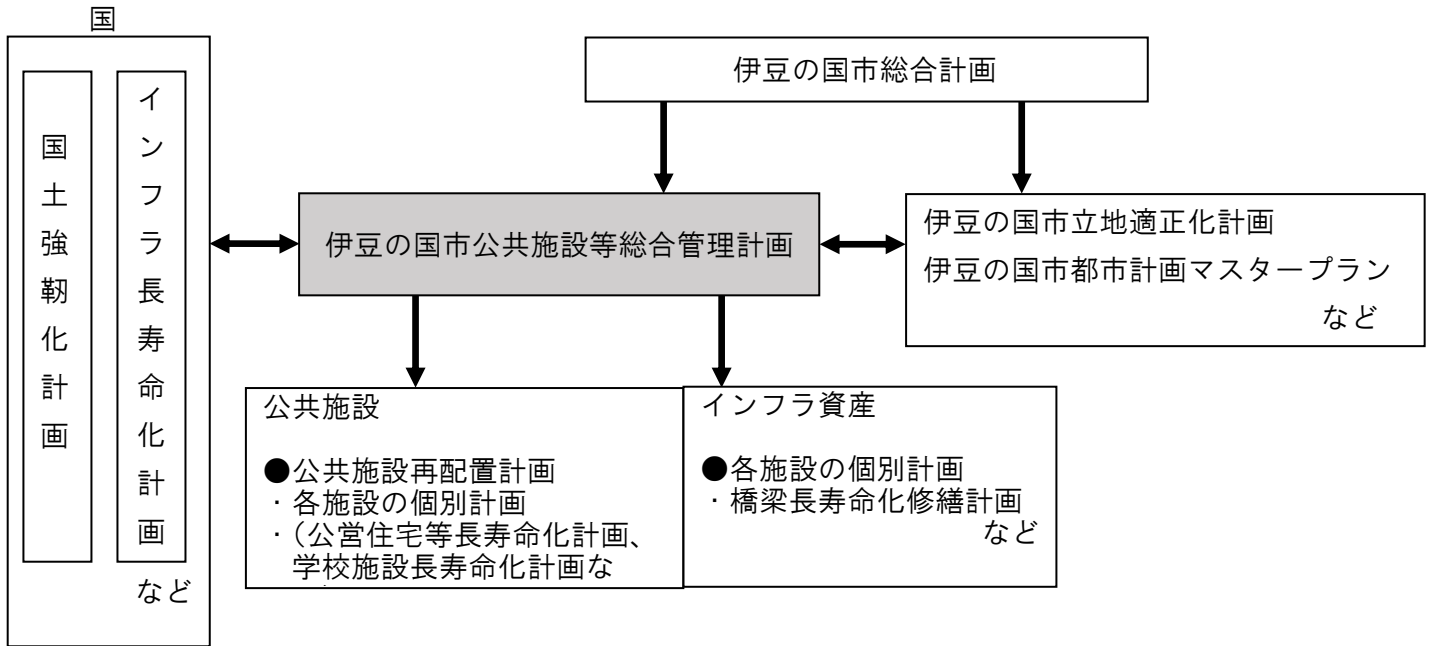 国
国土強靭化計画
インフラ長寿命化計画
など
伊豆の国市総合計画
伊豆の国市公共施設等総合管理計画
伊豆の国市立地適正化計画
伊豆の国市都市計画マスタープラン
など
公共施設
●公共施設再配置計画
・各施設の個別計画
・(公営住宅等長寿命化計画、
学校施設長寿命化計画な
インフラ資産
●各施設の個別計画
・橋梁長寿命化修繕計画
など